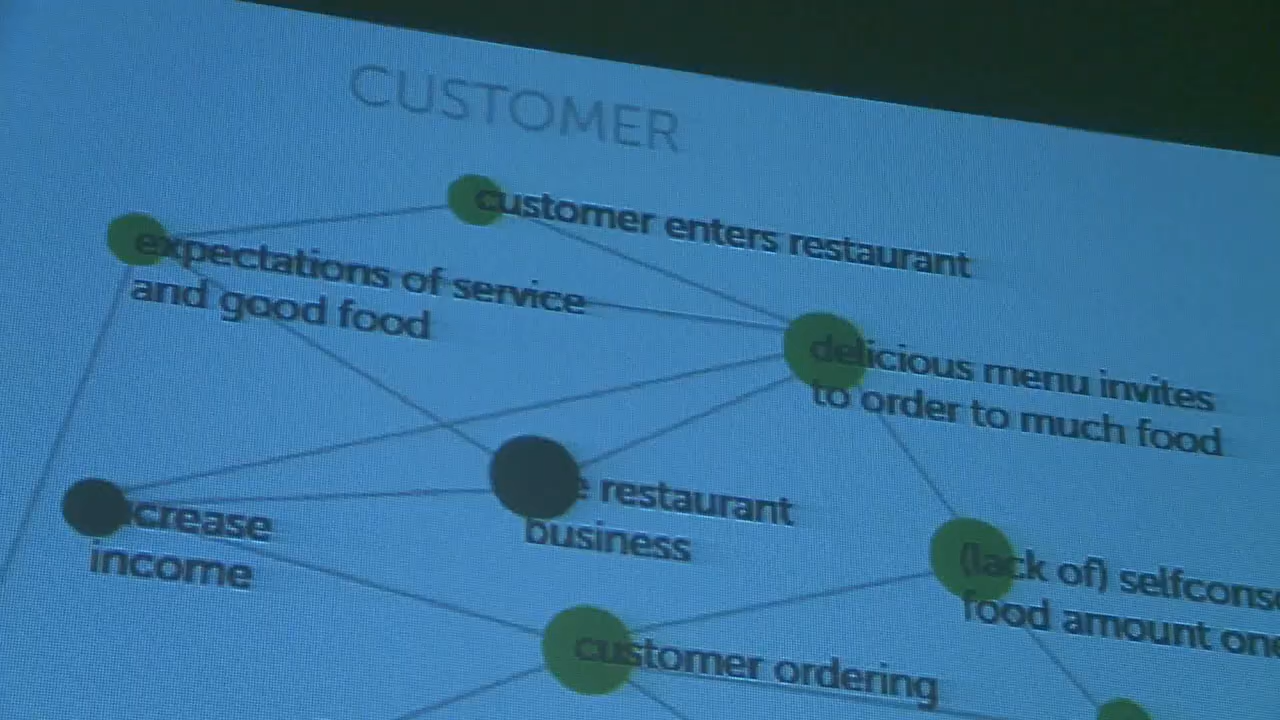 CUSTOMER
customer enters restaurant
expectations of service
and good food
delicious menu invites
to order to much food
restaurant
business
increase
income
(lack of) selfcons
food amount one
customer ordering